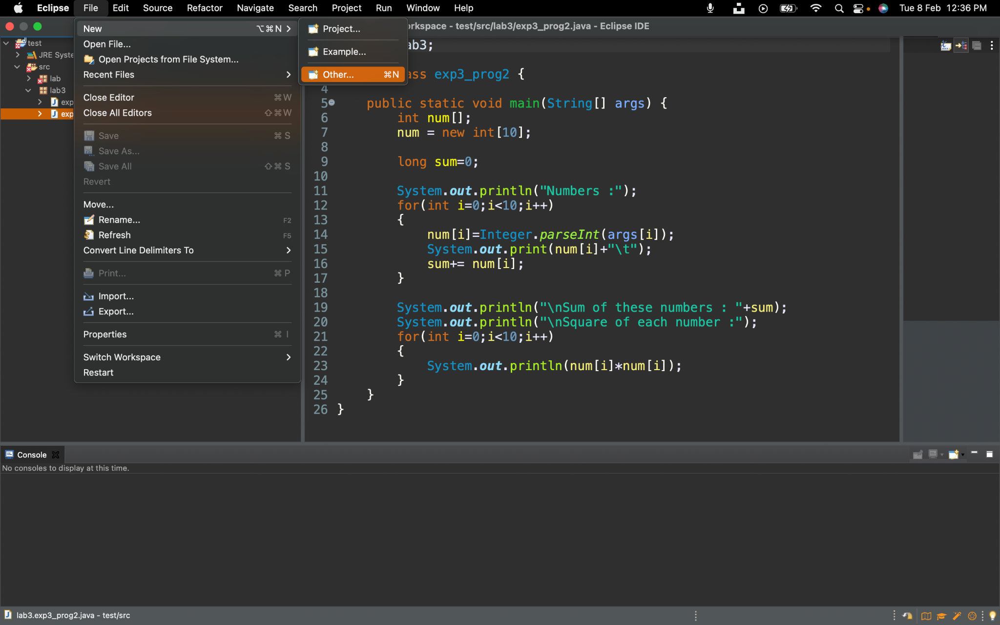 Eclipse File Edit Source Refactor Navigate Search Project Run Window Help Tue 8 Feb 12:36 PM
rkspace - test/src/lab3/exp3_prog2.java - Eclipse IDE
test
JRE Syste
src
lab
lab3
exp
exp
New ⌥⌘N
Open File...
Open Projects from File System...
Recent Files
Close Editor ⌘W
Close All Editors ⇧⌘W
Save ⌘S
Save As...
Save All ⇧⌘S
Revert
Move...
Rename... F2
Refresh F5
Convert Line Delimiters To
Print... ⌘P
Import...
Export...
Properties ⌘I
Switch Workspace
Restart
Project...
Example...
Other... ⌘N
ab3;
ass exp3_prog2 {
4
5 public static void main(String[] args) {
6 int num[];
7 num = new int[10];
8
9 long sum=0;
10
11 System.out.println("Numbers :");
12 for(int i=0;i<10;i++)
13 {
14 num[i]=Integer.parseInt(args[i]);
15 System.out.print(num[i]+"\t");
16 sum+= num[i];
17 }
18
19 System.out.println("\nSum of these numbers : "+sum);
20 System.out.println("\nSquare of each number :");
21 for(int i=0;i<10;i++)
22 {
23 System.out.println(num[i]*num[i]);
24 }
25 }
26 }
Console
No consoles to display at this time.
lab3.exp3_prog2.java - test/src